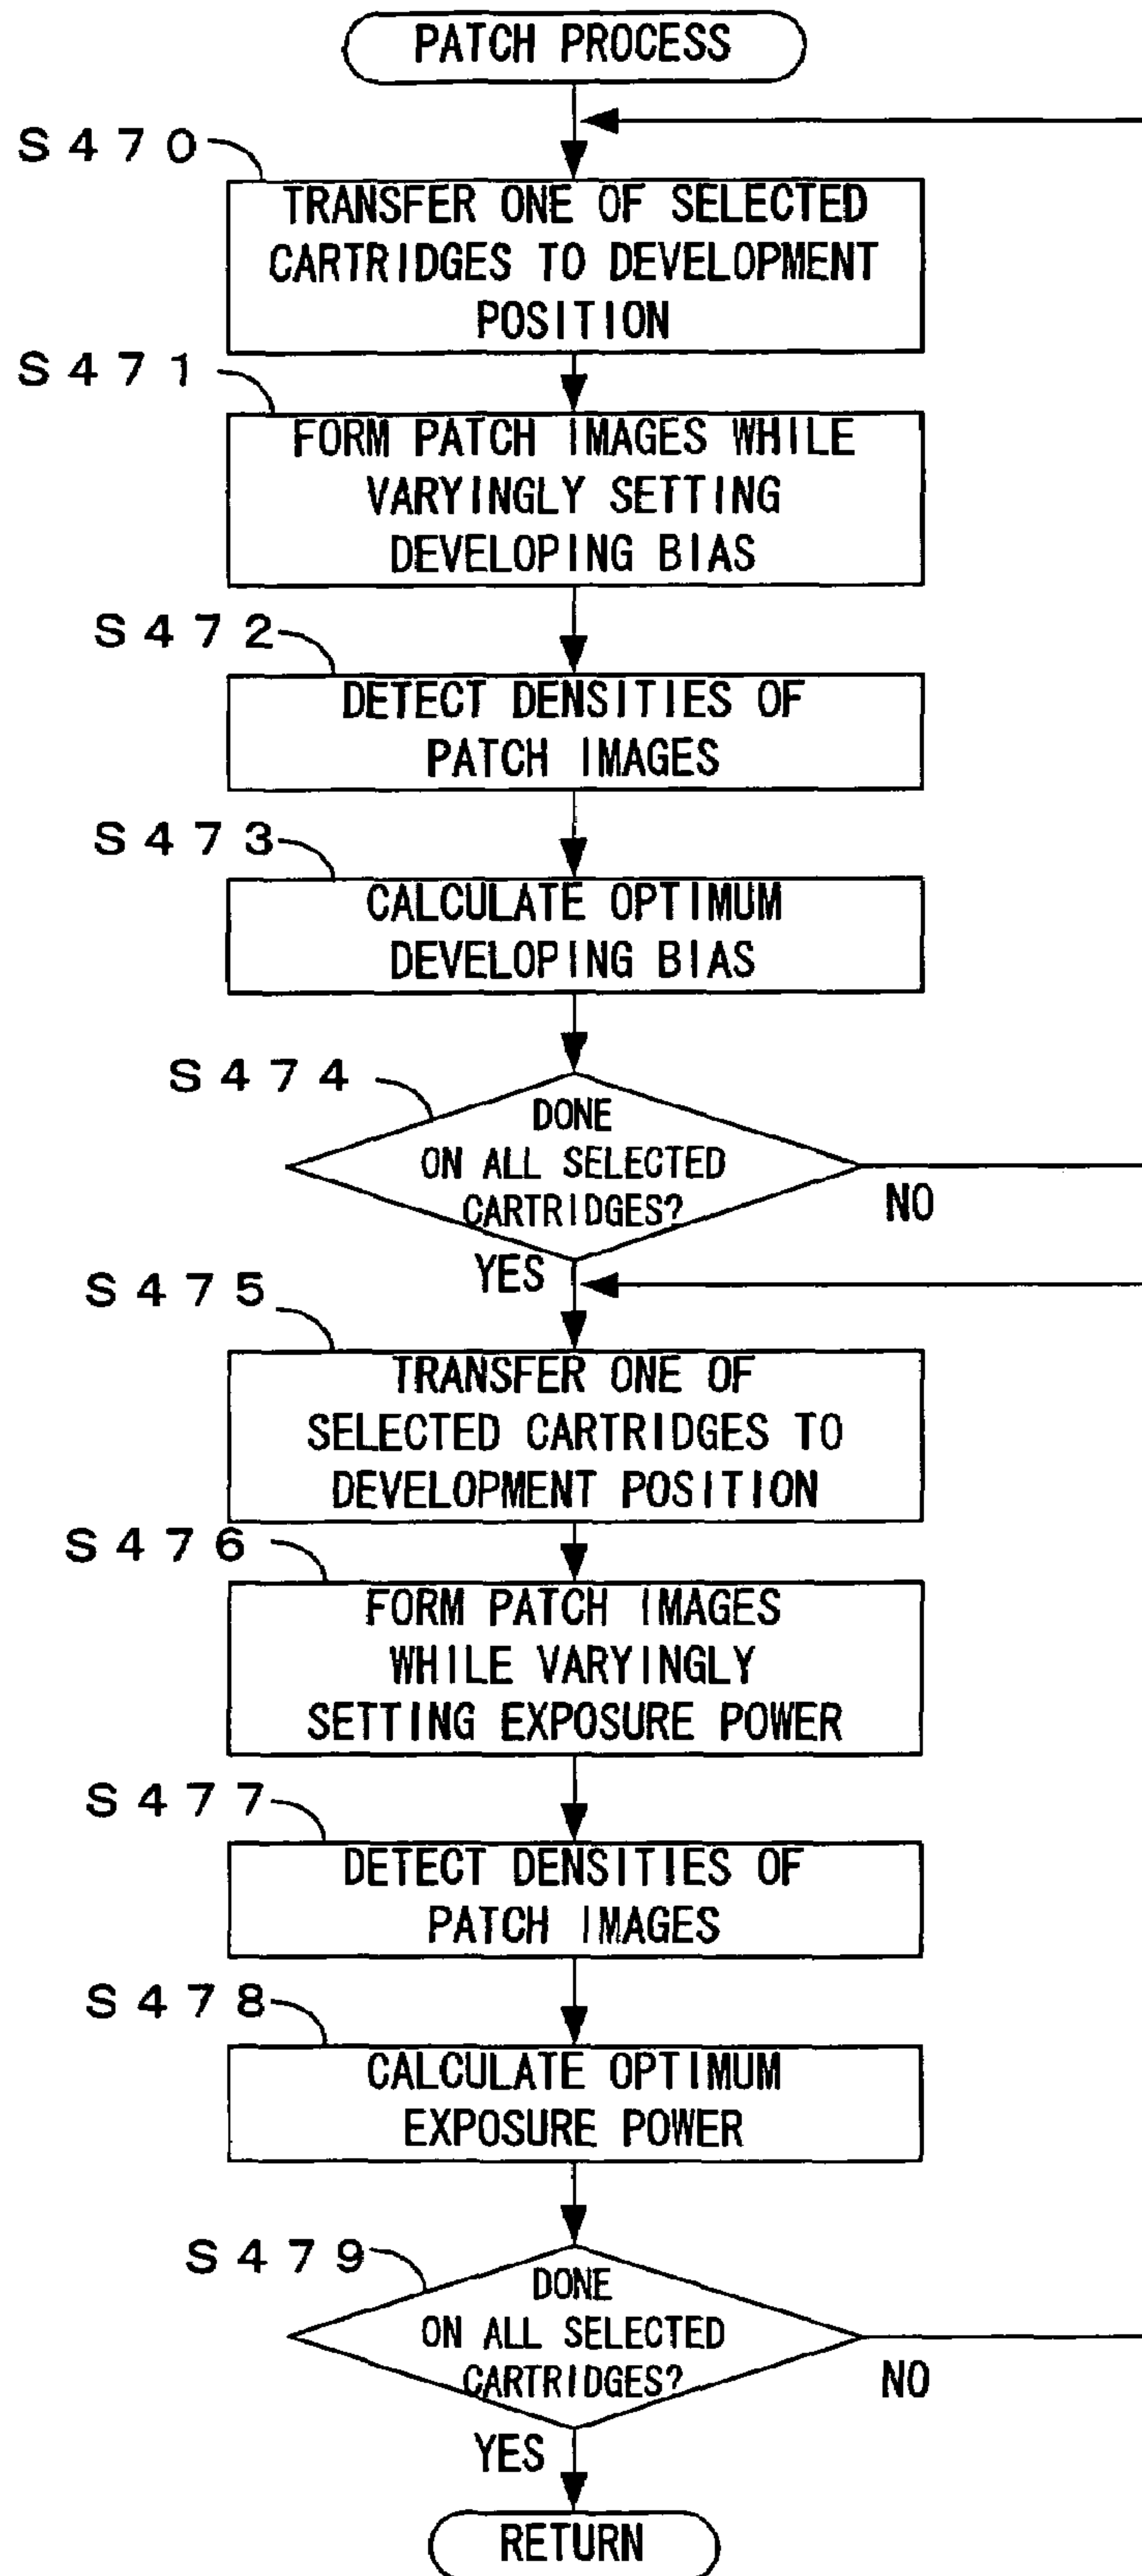 PATCH PROCESS
S470
TRANSFER ONE OF SELECTED
CARTRIDGES TO DEVELOPMENT
POSITION
S471
FORM PATCH IMAGES WHILE
VARYINGLY SETTING
DEVELOPING BIAS
S472
DETECT DENSITIES OF
PATCH IMAGES
S473
CALCULATE OPTIMUM
DEVELOPING BIAS
S474
DONE
ON ALL SELECTED
CARTRIDGES?
NO
YES
S475
TRANSFER ONE OF
SELECTED CARTRIDGES TO
DEVELOPMENT POSITION
S476
FORM PATCH IMAGES
WHILE VARYINGLY
SETTING EXPOSURE POWER
S477
DETECT DENSITIES OF
PATCH IMAGES
S478
CALCULATE OPTIMUM
EXPOSURE POWER
S479
DONE
ON ALL SELECTED
CARTRIDGES?
NO
YES
RETURN